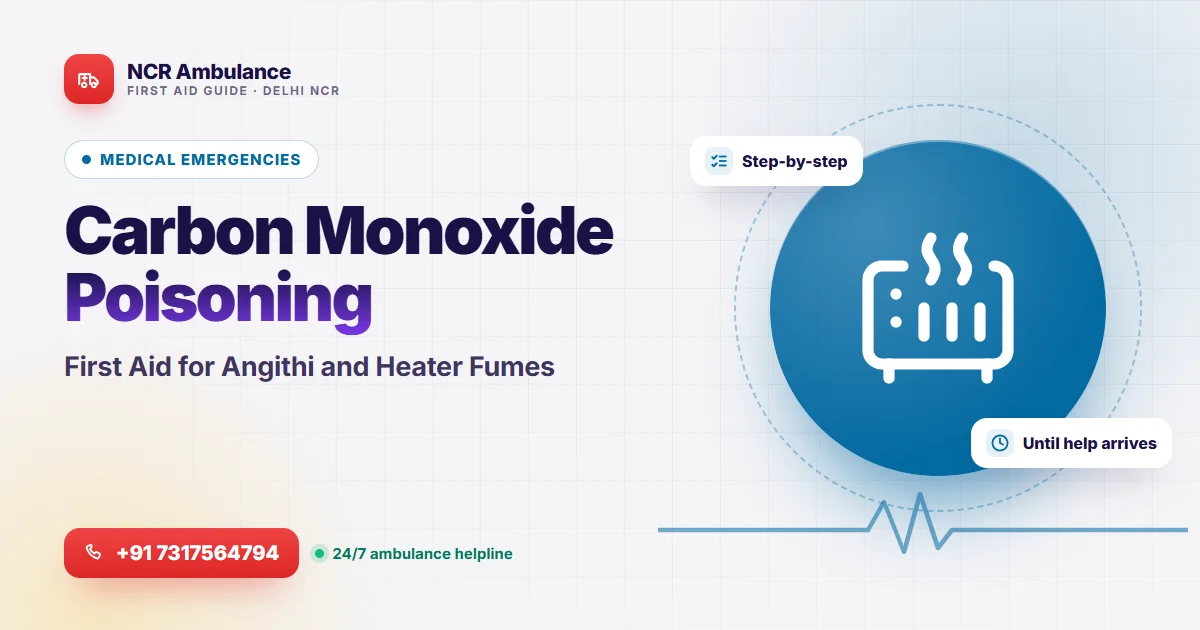 NCR Ambulance
FIRST AID GUIDE · DELHI NCR
MEDICAL EMERGENCIES
Carbon Monoxide
Poisoning
First Aid for Angithi and Heater Fumes
Step-by-step
Until help arrives
+91 7317564794
24/7 ambulance helpline